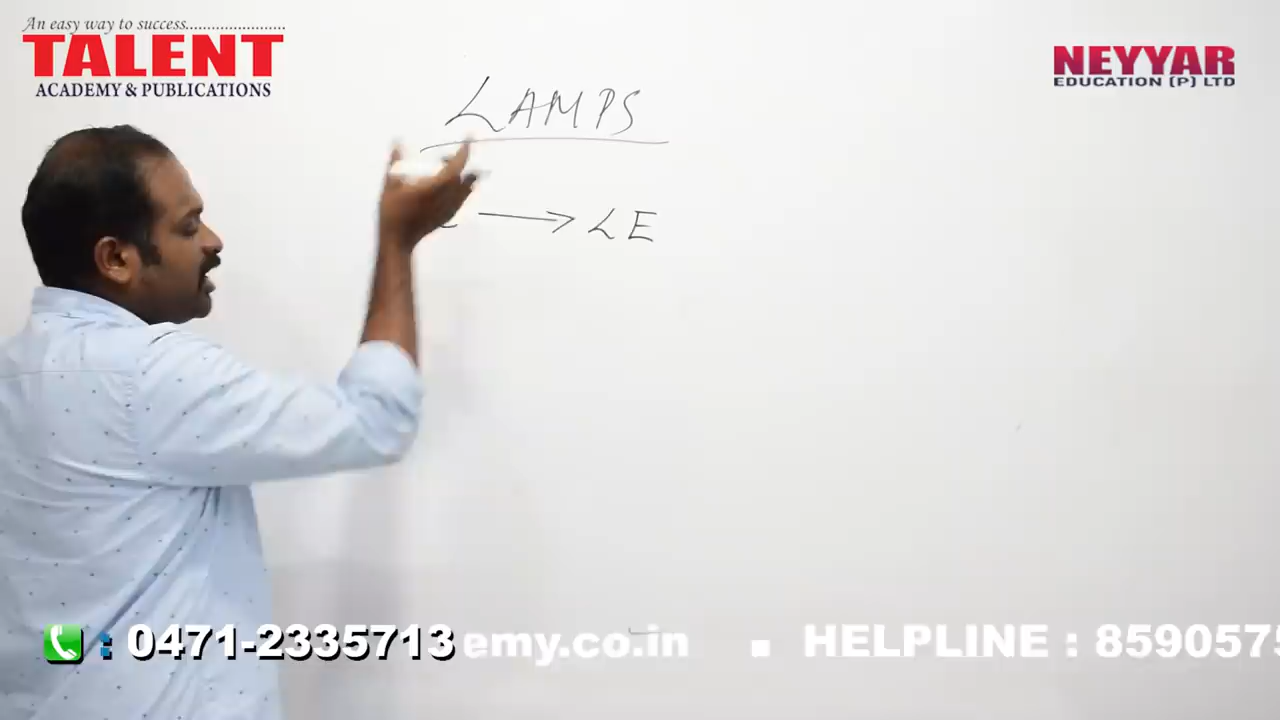 An easy way to success.......................
TALENT
ACADEMY & PUBLICATIONS
NEYYAR
EDUCATION (P) LTD
LAMPS
→ LE
: 0471-2335713
emy.co.in ▪ HELPLINE : 859057